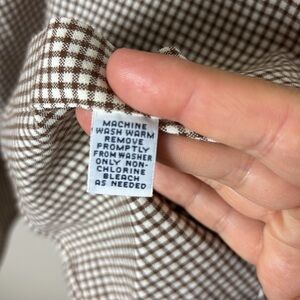 MACHINE
WASH WARM
REMOVE
PROMPTLY
FROM WASHER
ONLY NON-
CHLORINE
BLEACH
AS NEEDED